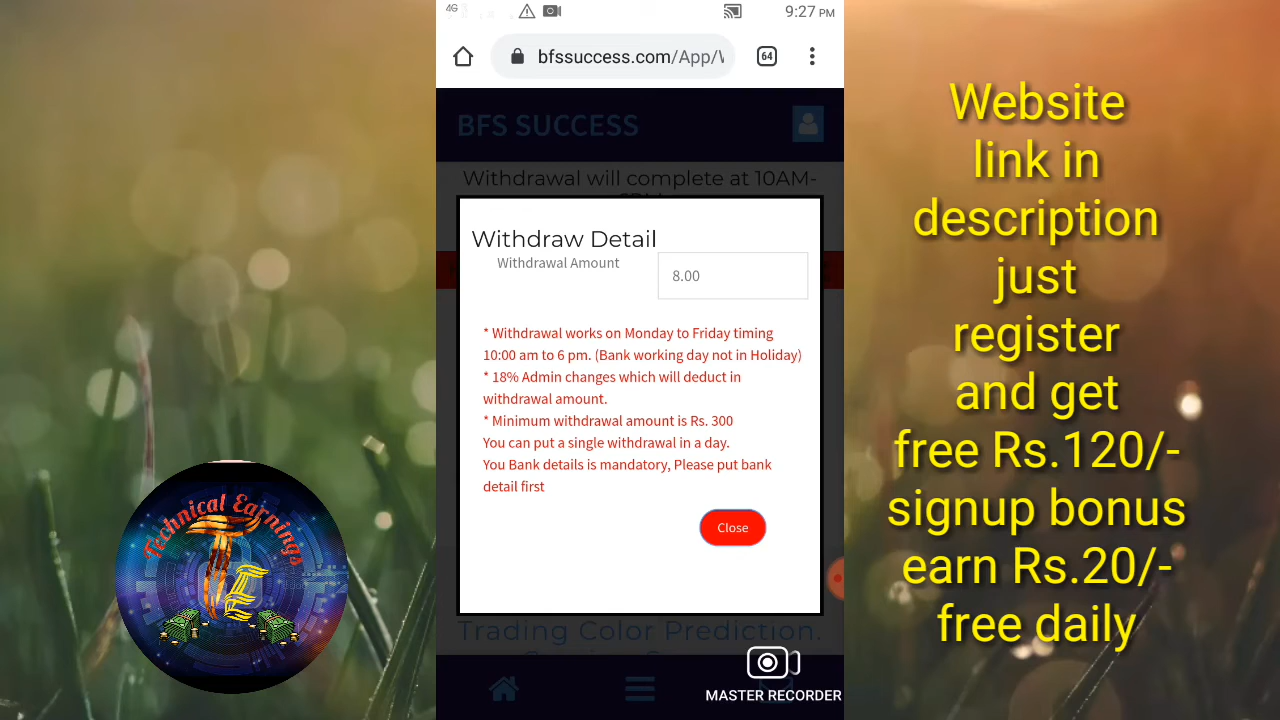 4G
9:27 PM
bfssuccess.com/App/W
64
BFS SUCCESS
Withdrawal will complete at 10AM-
Withdraw Detail
Withdrawal Amount
8.00
* Withdrawal works on Monday to Friday timing
10:00 am to 6 pm. (Bank working day not in Holiday)
* 18% Admin changes which will deduct in
withdrawal amount.
* Minimum withdrawal amount is Rs. 300
You can put a single withdrawal in a day.
You Bank details is mandatory, Please put bank
detail first
Close
Trading Color Prediction.
MASTER RECORDER
Technical Earnings
TE
Website
link in
description
just
register
and get
free Rs.120/-
signup bonus
earn Rs.20/-
free daily